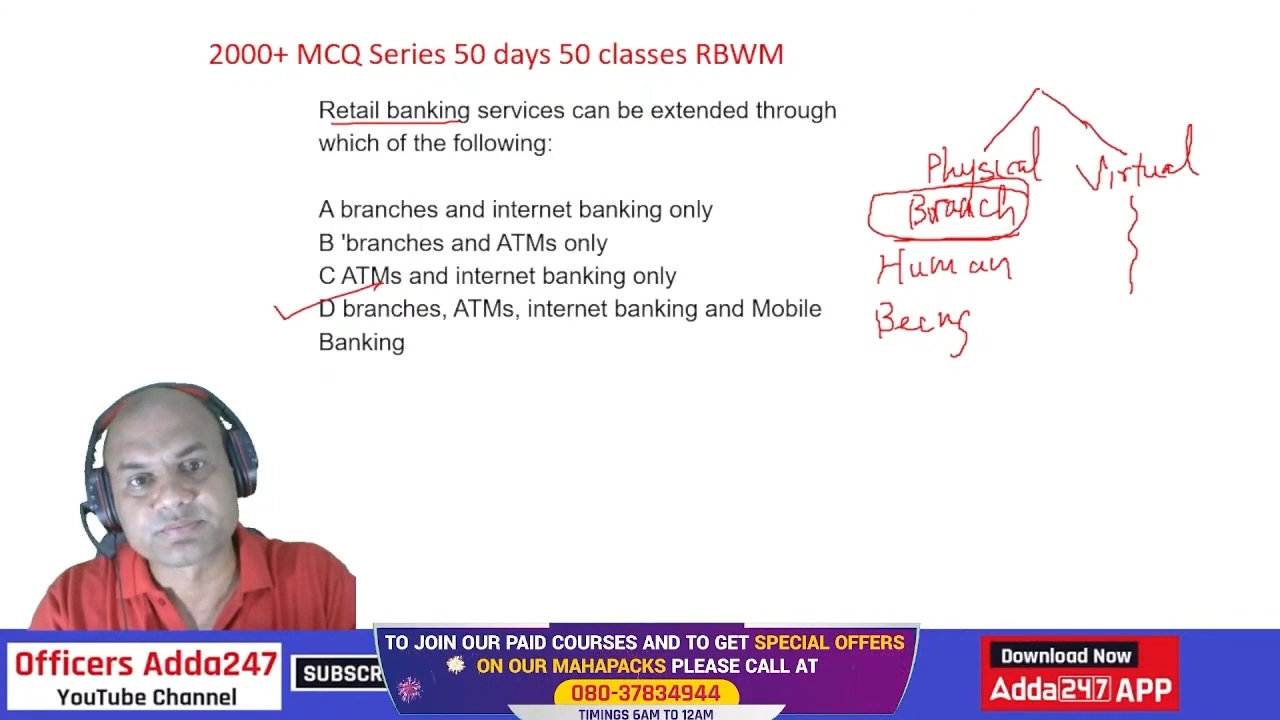 2000+ MCQ Series 50 days 50 classes RBWM
Retail banking services can be extended through
which of the following:
A branches and internet banking only
B 'branches and ATMs only
C ATMs and internet banking only
D branches, ATMs, internet banking and Mobile
Banking
Physical Virtual
Branch
Human
Being
Officers Adda247
YouTube Channel
SUBSCR
TO JOIN OUR PAID COURSES AND TO GET SPECIAL OFFERS
ON OUR MAHAPACKS PLEASE CALL AT
080-37834944
TIMINGS 6AM TO 12AM
Download Now
Adda247 APP